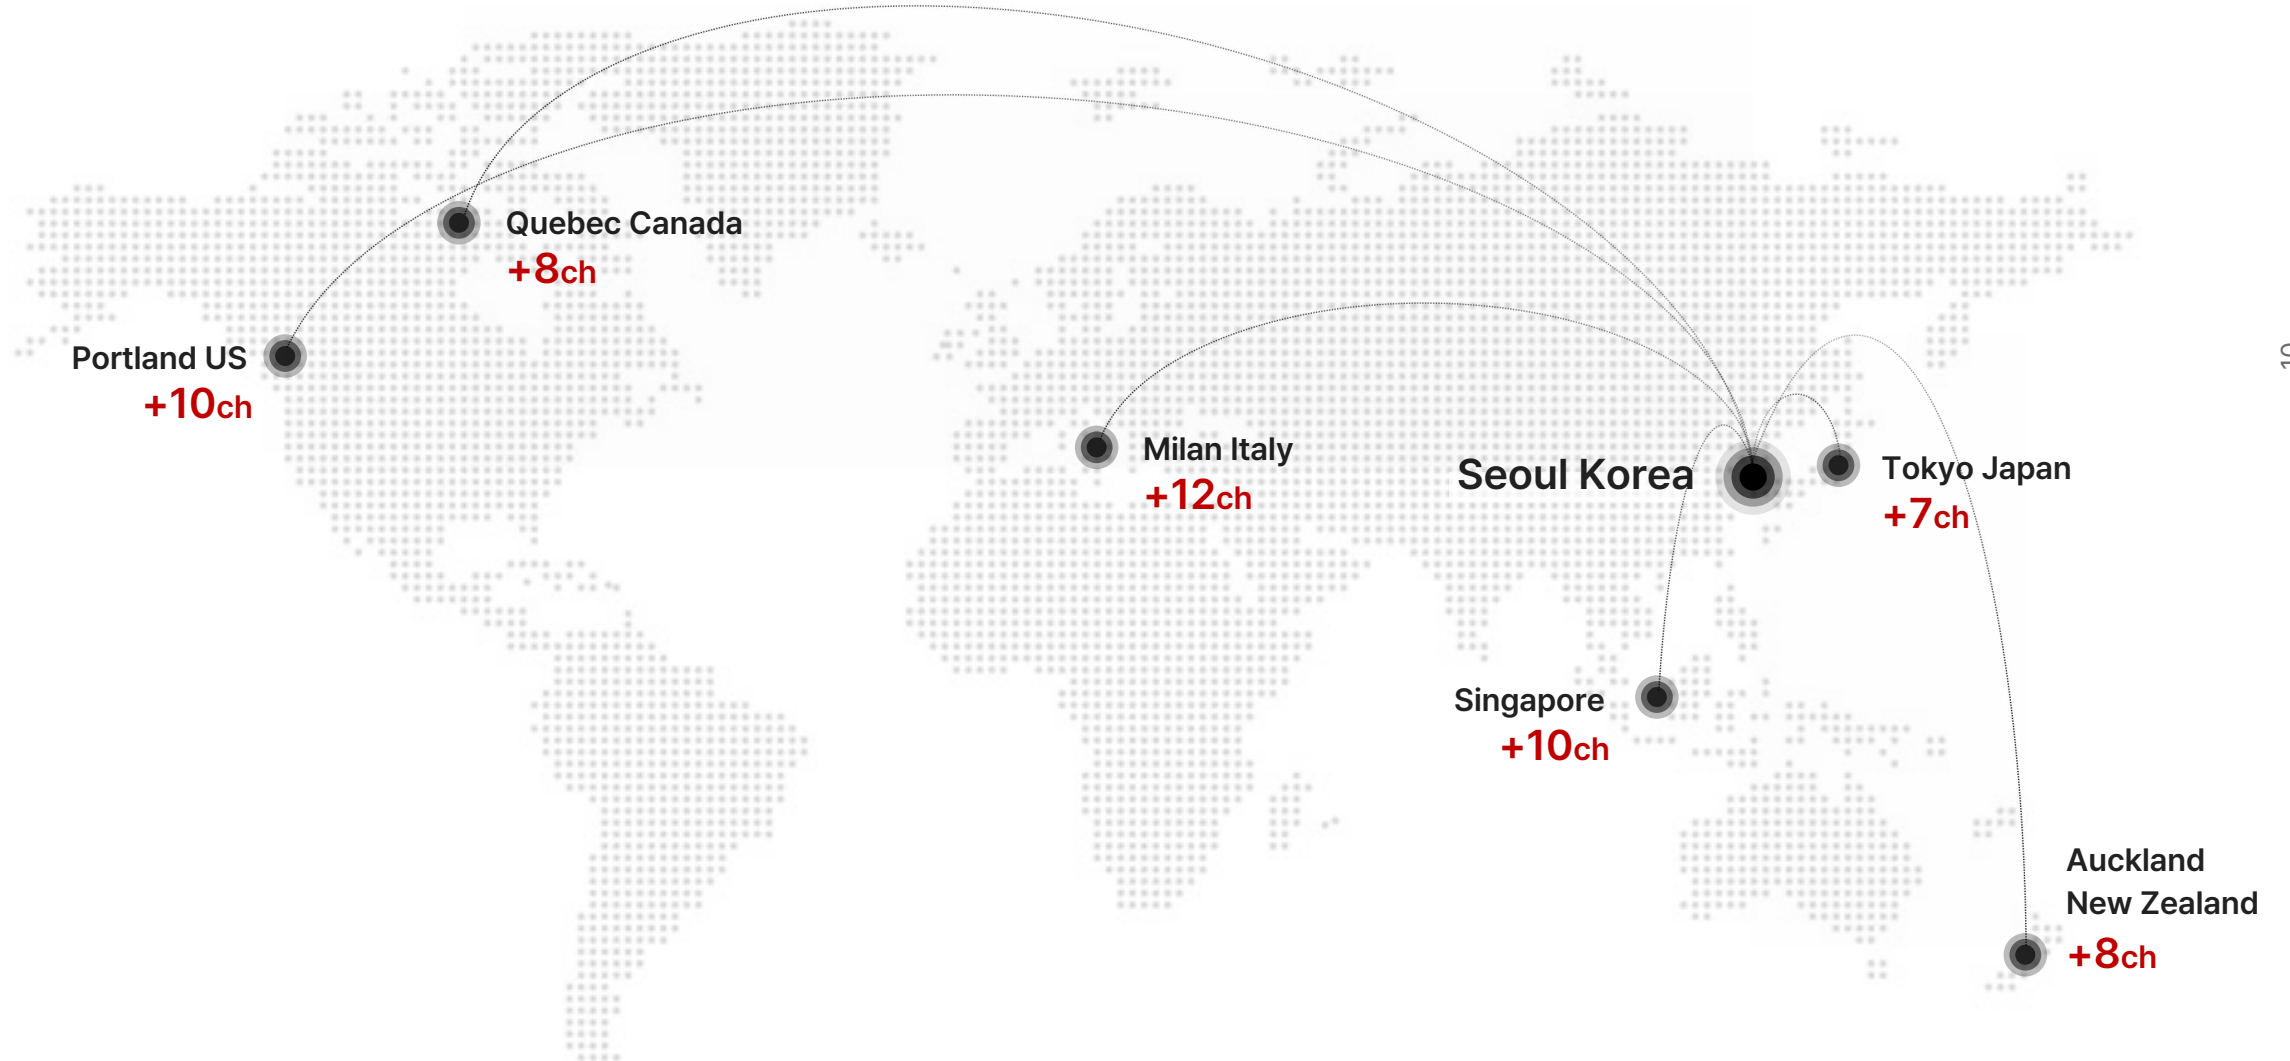 Quebec Canada
+8ch
Portland US
+10ch
Milan Italy
+12ch
Seoul Korea
Tokyo Japan
+7ch
Singapore
+10ch
Auckland
New Zealand
+8ch
10